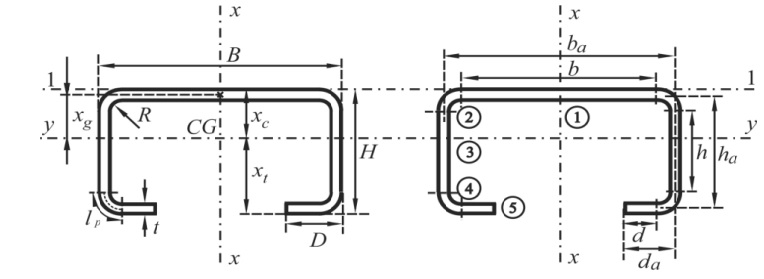 x
x
B
b_a
1
b
1
x_g
R
x_c
②
①
y
CG
y
H
③
h
h_a
x_t
④
l_p
⑤
t
D
d
d_a
x
x